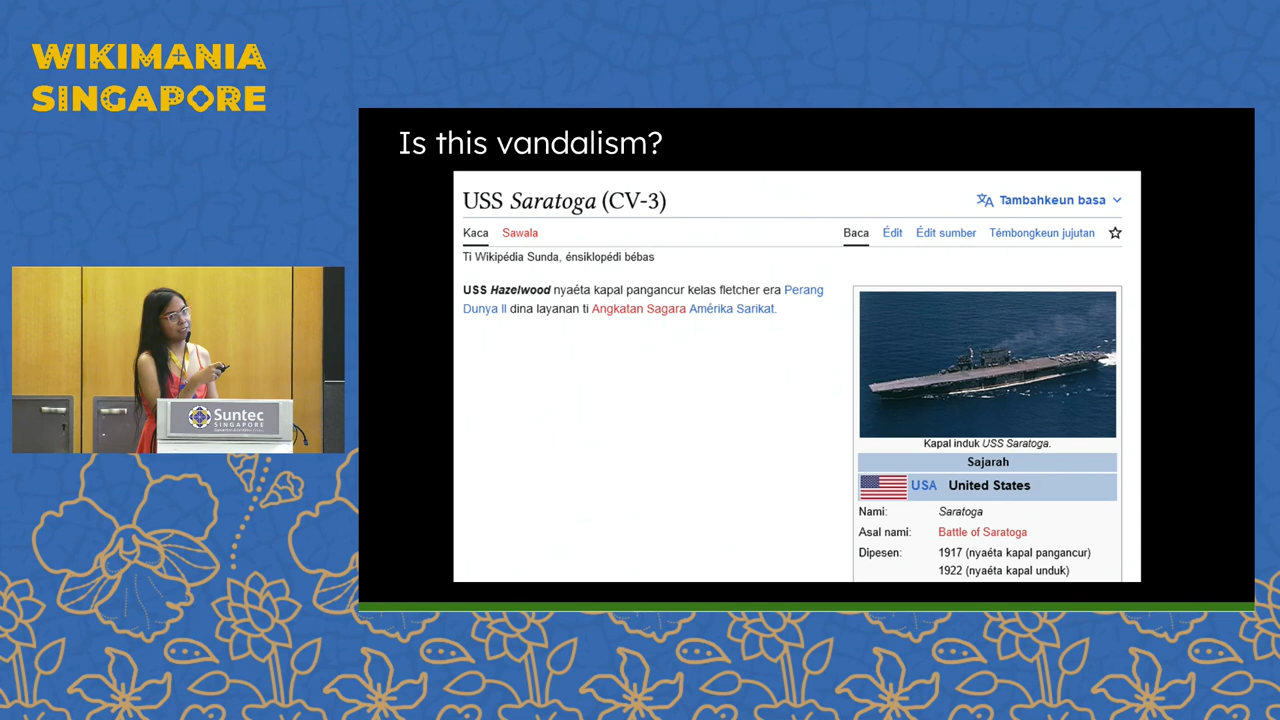 WIKIMANIA
SINGAPORE
Is this vandalism?
USS Saratoga (CV-3)
Tambahkeun basa
Kaca Sawala Baca Édit Édit sumber Témbongkeun jujutan
Ti Wikipédia Sunda, énsiklopédi bébas
USS Hazelwood nyaéta kapal pangancur kelas fletcher era Perang
Dunya II dina layanan ti Angkatan Sagara Amérika Sarikat.
Kapal induk USS Saratoga.
Sajarah
USA United States
Nami: Saratoga
Asal nami: Battle of Saratoga
Dipesen: 1917 (nyaéta kapal pangancur)
1922 (nyaéta kapal unduk)
Suntec
SINGAPORE